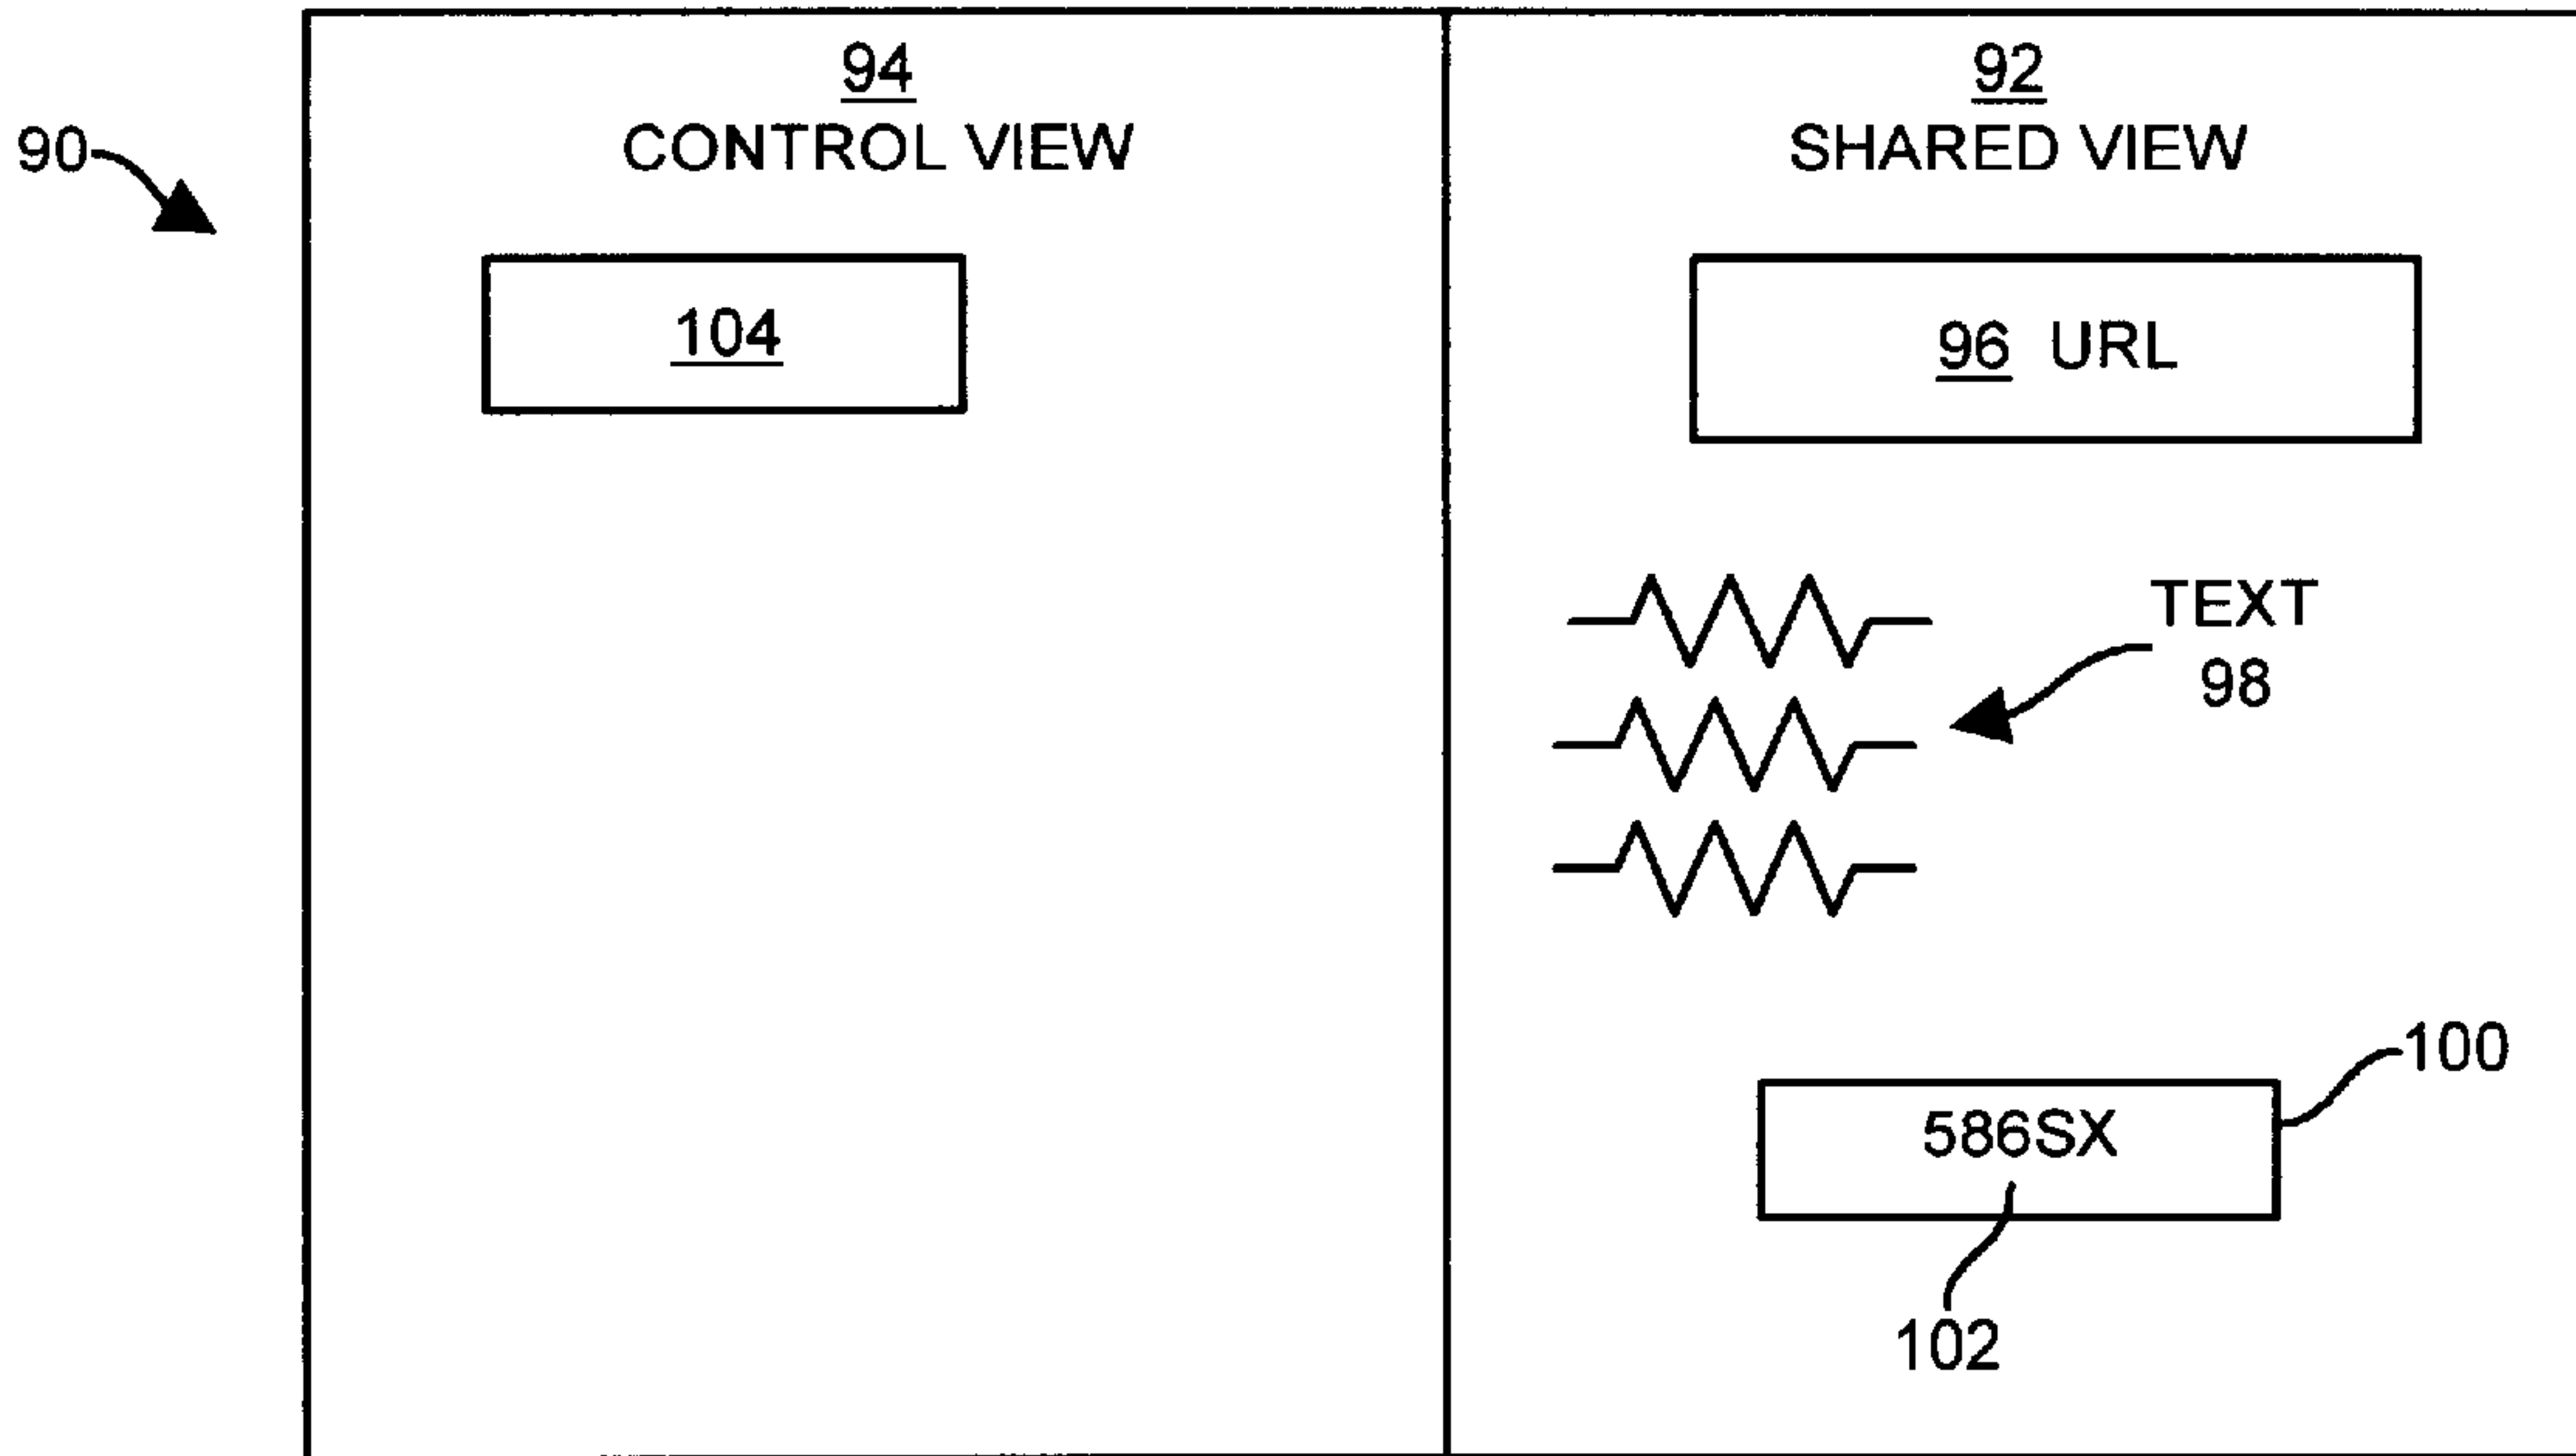 90
94
CONTROL VIEW
104
92
SHARED VIEW
96 URL
TEXT
98
100
586SX
102